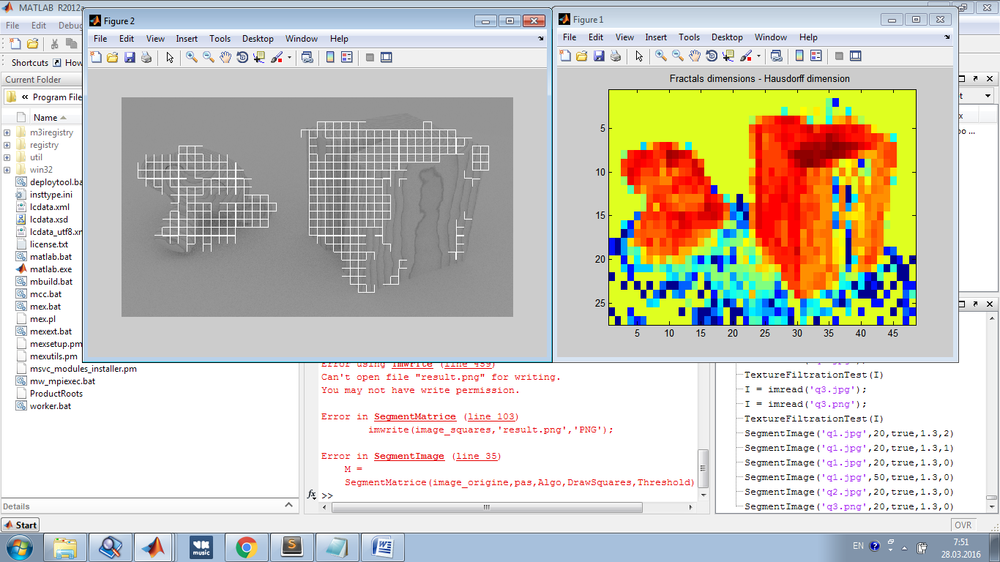 MATLAB R2012a
File Edit Debug
Shortcuts How
Current Folder
« Program File
Name
m3iregistry
registry
util
win32
deploytool.ba
insttype.ini
lcdata.xml
lcdata.xsd
lcdata_utf8.xm
license.txt
matlab.bat
matlab.exe
mbuild.bat
mcc.bat
mex.bat
mex.pl
mexext.bat
mexsetup.pm
mexutils.pm
msvc_modules_installer.pm
mw_mpiexec.bat
ProductRoots
worker.bat
Details
Start
Figure 2
File Edit View Insert Tools Desktop Window Help
Figure 1
File Edit View Insert Tools Desktop Window Help
Fractals dimensions - Hausdorff dimension
5
10
15
20
25
5 10 15 20 25 30 35 40 45
Error using imwrite (line 459)
Can't open file "result.png" for writing.
You may not have write permission.
Error in SegmentMatrice (line 103)
imwrite(image_squares,'result.png','PNG');
Error in SegmentImage (line 35)
M =
SegmentMatrice(image_origine,pas,Algo,DrawSquares,Threshold)
fx >>
TextureFiltrationTest(I)
I = imread('q3.jpg');
I = imread('q3.png');
TextureFiltrationTest(I)
SegmentImage('q1.jpg',20,true,1.3,2)
SegmentImage('q1.jpg',20,true,1.3,1)
SegmentImage('q1.jpg',20,true,1.3,0)
SegmentImage('q1.jpg',50,true,1.3,0)
SegmentImage('q2.jpg',20,true,1.3,0)
SegmentImage('q3.png',20,true,1.3,0)
OVR
VK
music
EN
7:51
28.03.2016